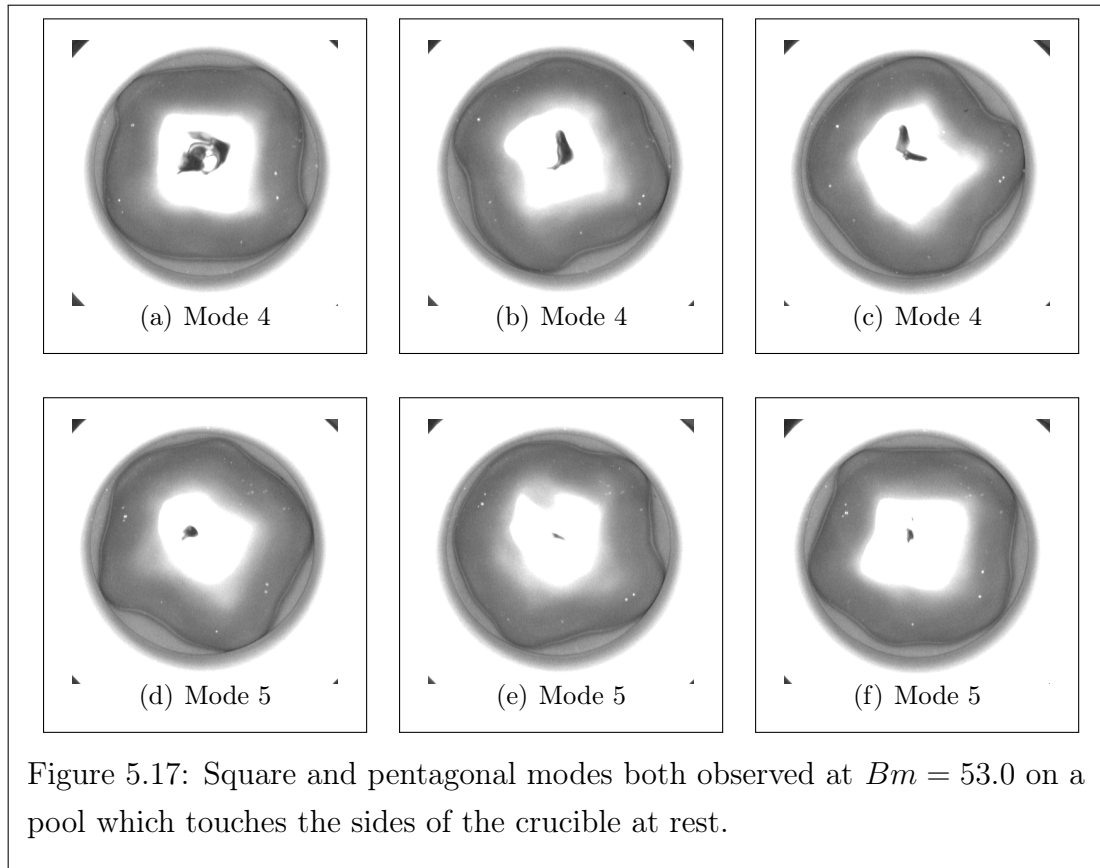 (a) Mode 4
(b) Mode 4
(c) Mode 4
(d) Mode 5
(e) Mode 5
(f) Mode 5
Figure 5.17: Square and pentagonal modes both observed at Bm = 53.0 on a
pool which touches the sides of the crucible at rest.